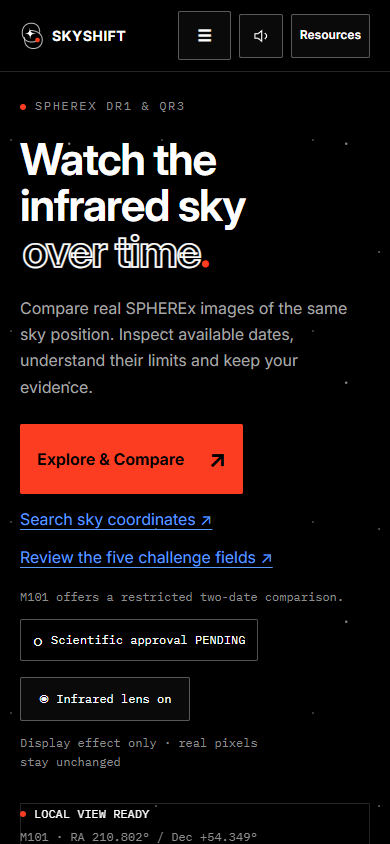 SKYSHIFT
Resources
SPHEREX DR1 & QR3
Watch the
infrared sky
over time.
Compare real SPHEREx images of the same
sky position. Inspect available dates,
understand their limits and keep your
evidence.
Explore & Compare ↗
Search sky coordinates ↗
Review the five challenge fields ↗
M101 offers a restricted two-date comparison.
Scientific approval PENDING
Infrared lens on
Display effect only · real pixels
stay unchanged
LOCAL VIEW READY
M101 · RA 210.802° / Dec +54.349°